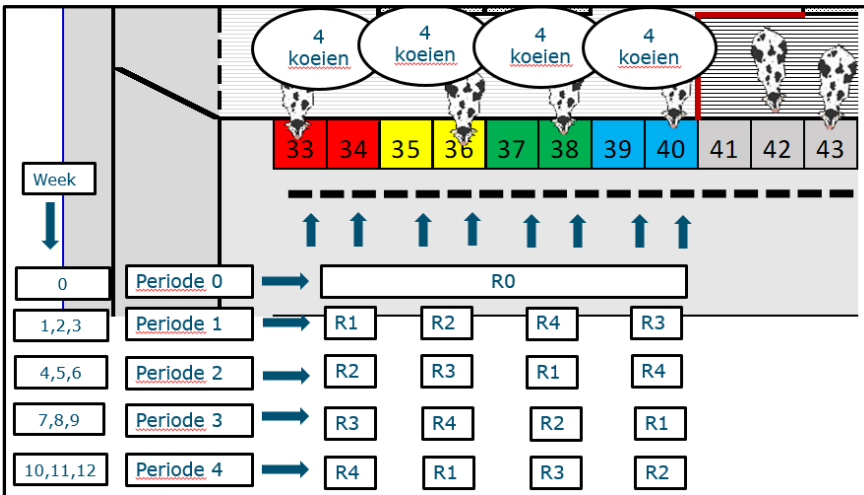 4
koeien
4
koeien
4
koeien
4
koeien
33 34 35 36 37 38 39 40 41 42 43
Week
0 Periode 0 R0
1,2,3 Periode 1 R1 R2 R4 R3
4,5,6 Periode 2 R2 R3 R1 R4
7,8,9 Periode 3 R3 R4 R2 R1
10,11,12 Periode 4 R4 R1 R3 R2